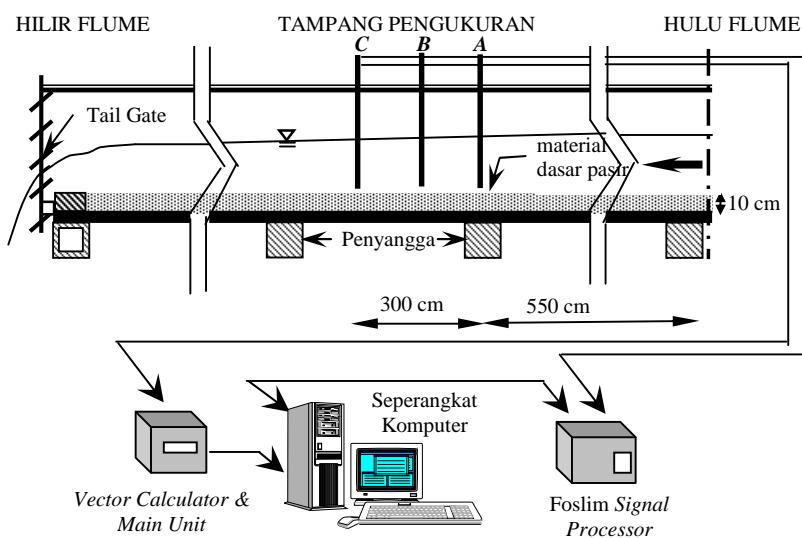 HILIR FLUME
TAMPANG PENGUKURAN
HULU FLUME
C
B
A
Tail Gate
material
dasar pasir
10 cm
Penyangga
300 cm
550 cm
Seperangkat
Komputer
Vector Calculator &
Main Unit
Foslim Signal
Processor